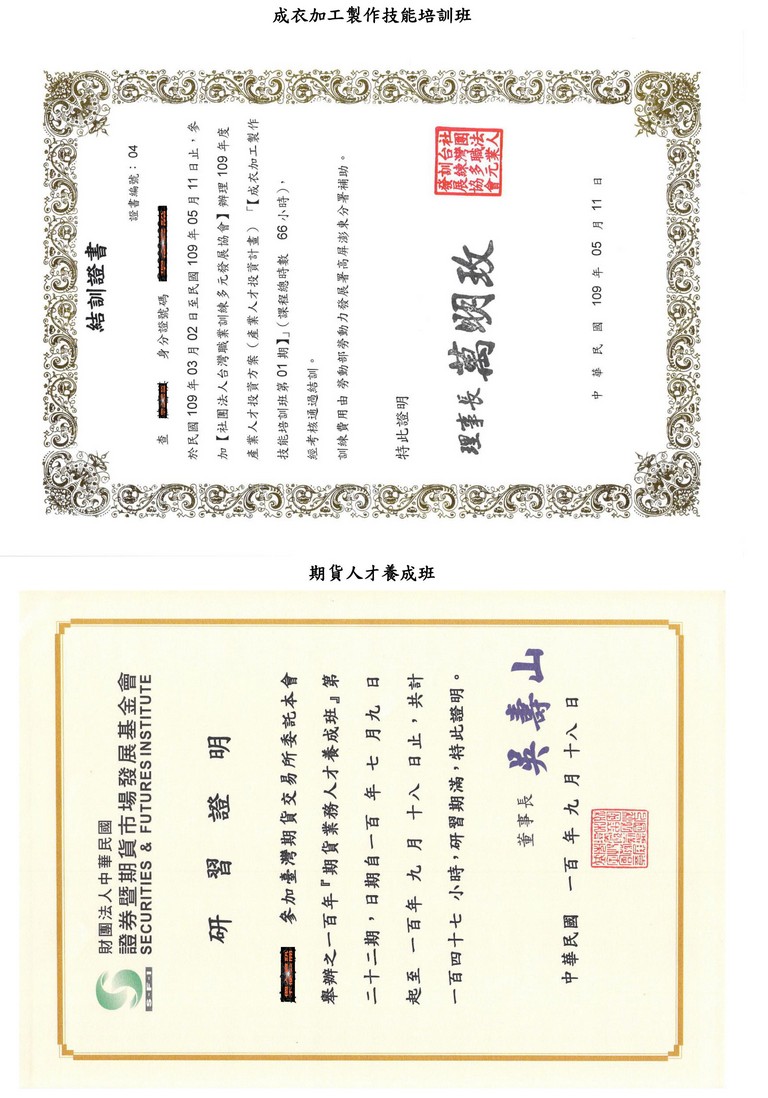 成衣加工製作技能培訓班
結訓證書
證書編號：04
查 身分證號碼
於民國 109 年 03 月 02 日至民國 109 年 05 月 11 日止，參
加【社團法人台灣職業訓練多元發展協會】辦理 109 年度
產業人才投資方案（產業人才投資計畫）「【成衣加工製作
技能培訓班第 01 期】」（課程總時數 66 小時），
經考核通過結訓。
訓練費用由 勞動部勞動力發展署高屏澎東分署補助。
特此證明
理事長 萬明玫
社團法人
台灣職業
訓練多元
發展協會
中 華 民 國 109 年 05 月 11 日
期貨人才養成班
財團法人中華民國
證券暨期貨市場發展基金會
SECURITIES & FUTURES INSTITUTE
S·F·I
研習證明
參加臺灣期貨交易所委託本會
舉辦之一百年『期貨業務人才養成班』第
二十二期，日期自一百 年 七 月九 日
起至 一百年 九 月 十八 日止，共計
一百四十七 小時，研習期滿，特此證明。
董事長 吳壽山
中華民國 一百 年 九 月 十八 日